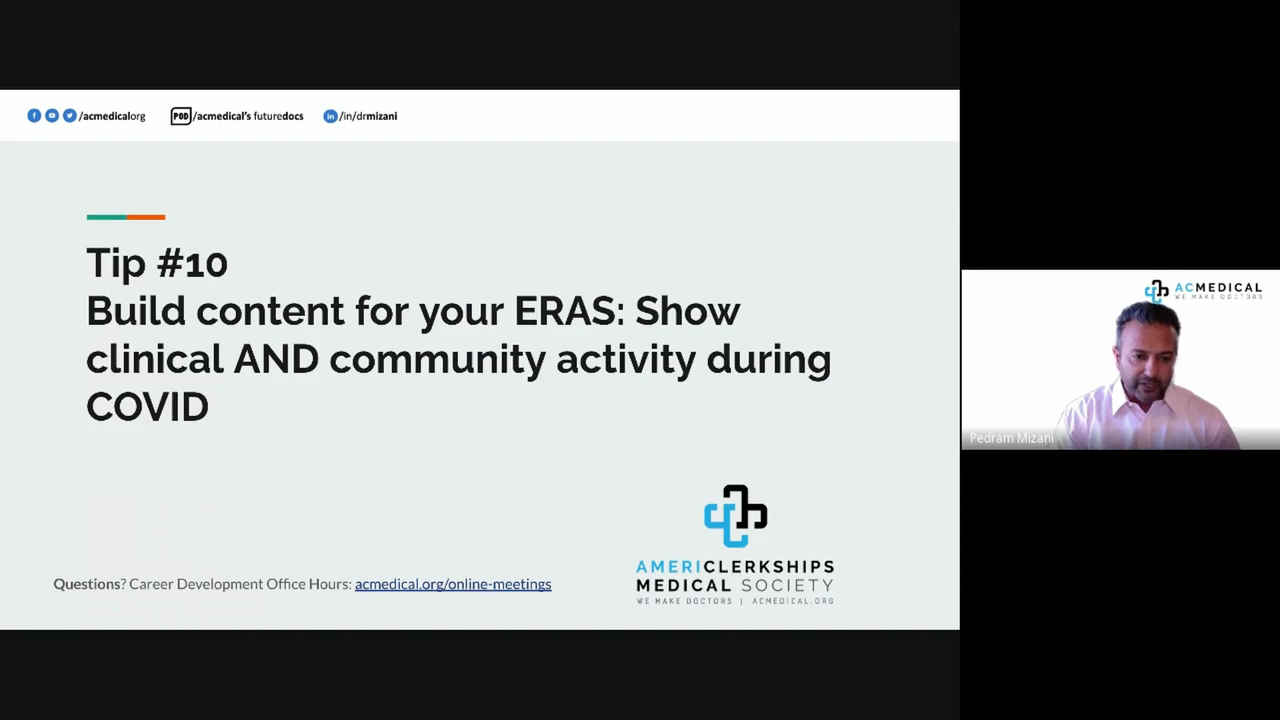 /acmedicalorg
POD /acmedical's futuredocs
in /in/drmizani
Tip #10
Build content for your ERAS: Show
clinical AND community activity during
COVID
AMERICLERKSHIPS
MEDICAL SOCIETY
WE MAKE DOCTORS | ACMEDICAL.ORG
Questions? Career Development Office Hours: acmedical.org/online-meetings
ACMEDICAL
WE MAKE DOCTORS
Pedram Mizani